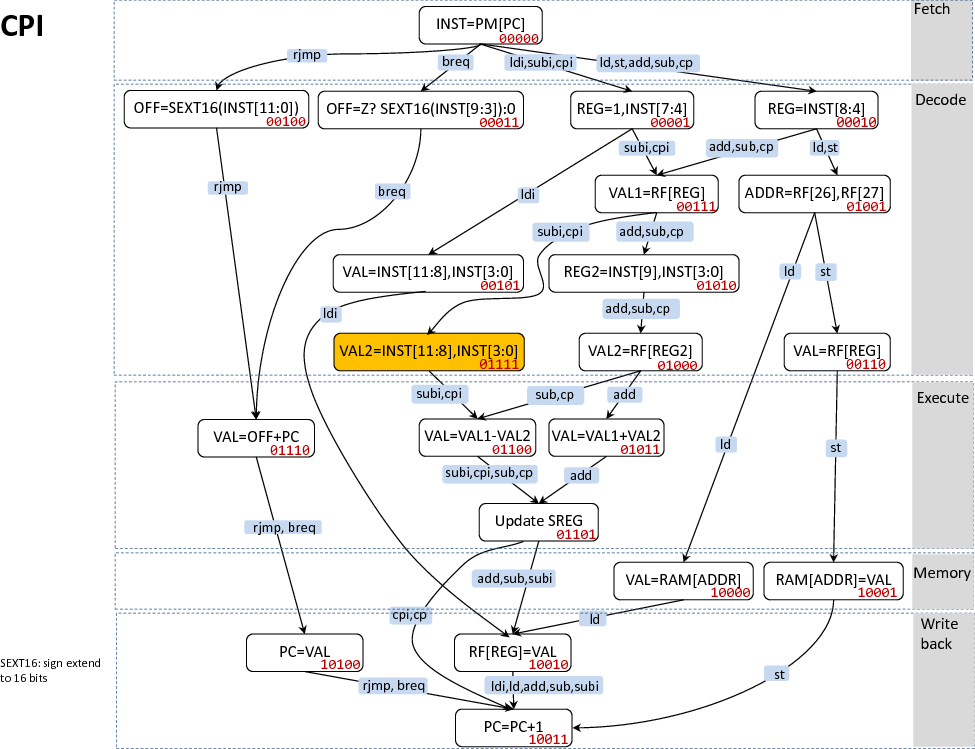 CPI
Fetch
INST=PM[PC]
00000
rjmp
breq
ldi,subi,cpi
ld,st,add,sub,cp
Decode
OFF=SEXT16(INST[11:0])
00100
OFF=Z? SEXT16(INST[9:3]):0
00011
REG=1,INST[7:4]
00001
REG=INST[8:4]
00010
subi,cpi
add,sub,cp
ld,st
rjmp
breq
ldi
VAL1=RF[REG]
00111
ADDR=RF[26],RF[27]
01001
subi,cpi
add,sub,cp
VAL=INST[11:8],INST[3:0]
00101
REG2=INST[9],INST[3:0]
01010
ld
st
ldi
add,sub,cp
VAL2=INST[11:8],INST[3:0]
01111
VAL2=RF[REG2]
01000
VAL=RF[REG]
00110
Execute
subi,cpi
sub,cp
add
VAL=OFF+PC
01110
VAL=VAL1-VAL2
01100
VAL=VAL1+VAL2
01011
ld
st
subi,cpi,sub,cp
add
Update SREG
01101
rjmp, breq
Memory
add,sub,subi
VAL=RAM[ADDR]
10000
RAM[ADDR]=VAL
10001
cpi,cp
ld
Write
back
SEXT16: sign extend
to 16 bits
PC=VAL
10100
RF[REG]=VAL
10010
rjmp, breq
ldi,ld,add,sub,subi
st
PC=PC+1
10011